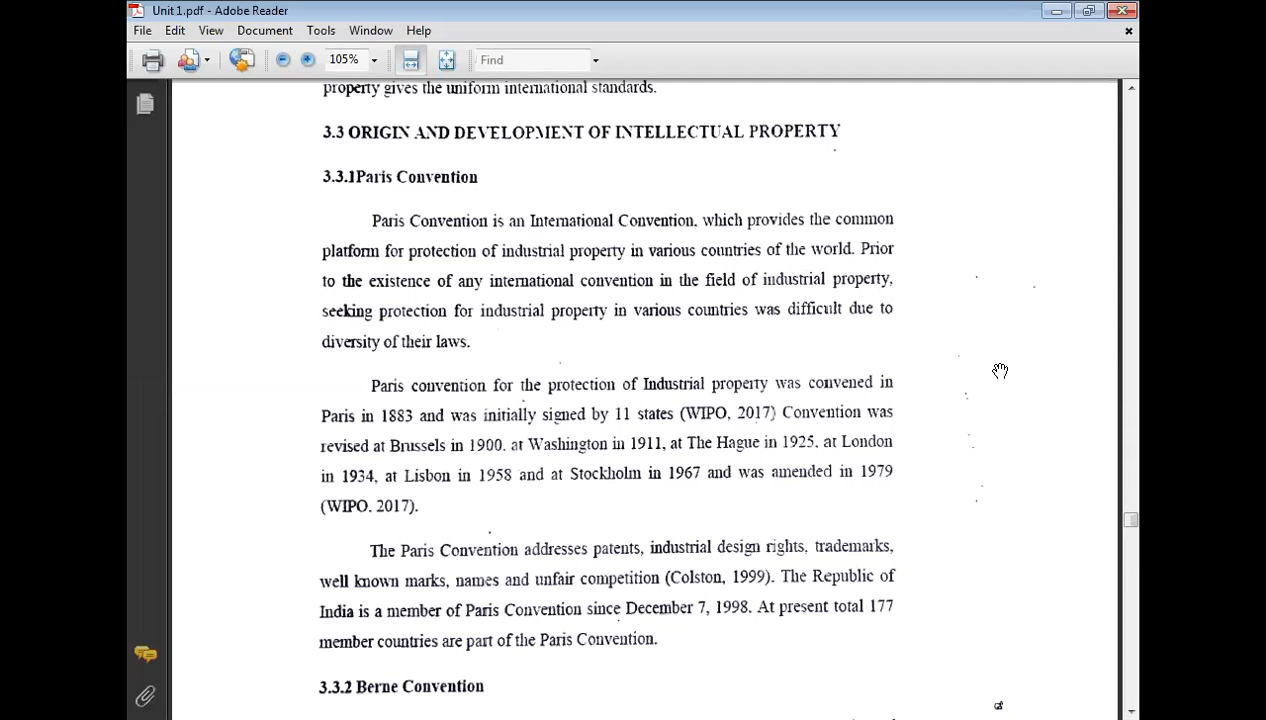 Unit 1.pdf - Adobe Reader
File Edit View Document Tools Window Help
105% Find
property gives the uniform international standards.
3.3 ORIGIN AND DEVELOPMENT OF INTELLECTUAL PROPERTY
3.3.1Paris Convention
Paris Convention is an International Convention, which provides the common
platform for protection of industrial property in various countries of the world. Prior
to the existence of any international convention in the field of industrial property,
seeking protection for industrial property in various countries was difficult due to
diversity of their laws.
Paris convention for the protection of Industrial property was convened in
Paris in 1883 and was initially signed by 11 states (WIPO, 2017) Convention was
revised at Brussels in 1900, at Washington in 1911, at The Hague in 1925, at London
in 1934, at Lisbon in 1958 and at Stockholm in 1967 and was amended in 1979
(WIPO, 2017).
The Paris Convention addresses patents, industrial design rights, trademarks,
well known marks, names and unfair competition (Colston, 1999). The Republic of
India is a member of Paris Convention since December 7, 1998. At present total 177
member countries are part of the Paris Convention.
3.3.2 Berne Convention